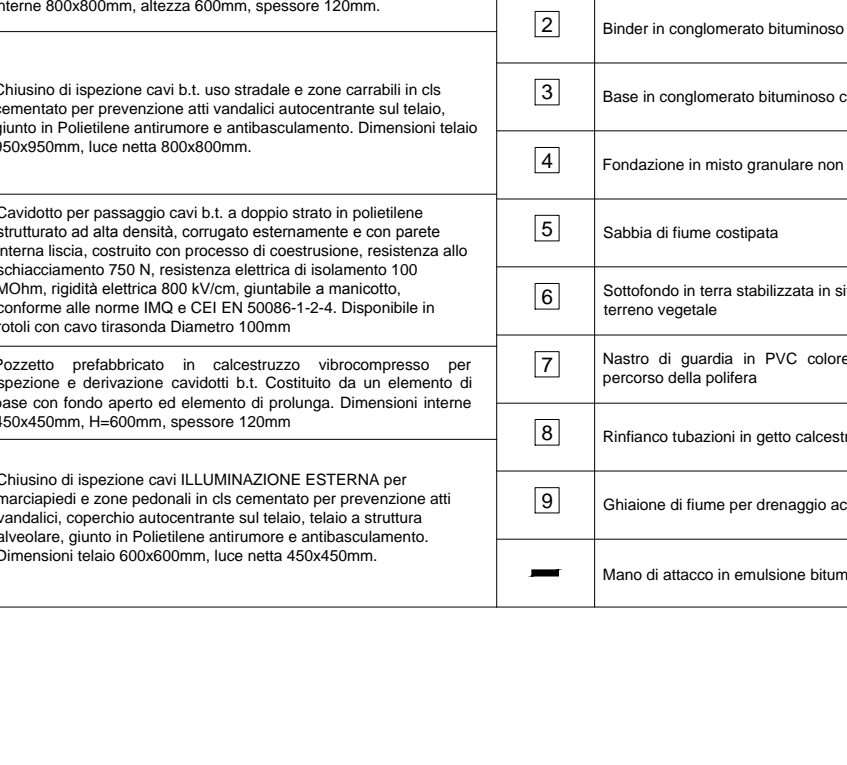 interne 800x800mm, altezza 600mm, spessore 120mm.
Chiusino di ispezione cavi b.t. uso stradale e zone carrabili in cls
cementato per prevenzione atti vandalici autocentrante sul telaio,
giunto in Polietilene antirumore e antibasculamento. Dimensioni telaio
950x950mm, luce netta 800x800mm.
Cavidotto per passaggio cavi b.t. a doppio strato in polietilene
strutturato ad alta densità, corrugato esternamente e con parete
interna liscia, costruito con processo di coestrusione, resistenza allo
schiacciamento 750 N, resistenza elettrica di isolamento 100
MOhm, rigidità elettrica 800 kV/cm, giuntabile a manicotto,
conforme alle norme IMQ e CEI EN 50086-1-2-4. Disponibile in
rotoli con cavo tirasonda Diametro 100mm
Pozzetto prefabbricato in calcestruzzo vibrocompresso per
ispezione e derivazione cavidotti b.t. Costituito da un elemento di
base con fondo aperto ed elemento di prolunga. Dimensioni interne
450x450mm, H=600mm, spessore 120mm
Chiusino di ispezione cavi ILLUMINAZIONE ESTERNA per
marciapiedi e zone pedonali in cls cementato per prevenzione atti
vandalici, coperchio autocentrante sul telaio, telaio a struttura
alveolare, giunto in Polietilene antirumore e antibasculamento.
Dimensioni telaio 600x600mm, luce netta 450x450mm.
2 Binder in conglomerato bituminoso
3 Base in conglomerato bituminoso c
4 Fondazione in misto granulare non
5 Sabbia di fiume costipata
6 Sottofondo in terra stabilizzata in si
terreno vegetale
7 Nastro di guardia in PVC colore
percorso della polifera
8 Rinfianco tubazioni in getto calcest
9 Ghiaione di fiume per drenaggio ac
Mano di attacco in emulsione bitum